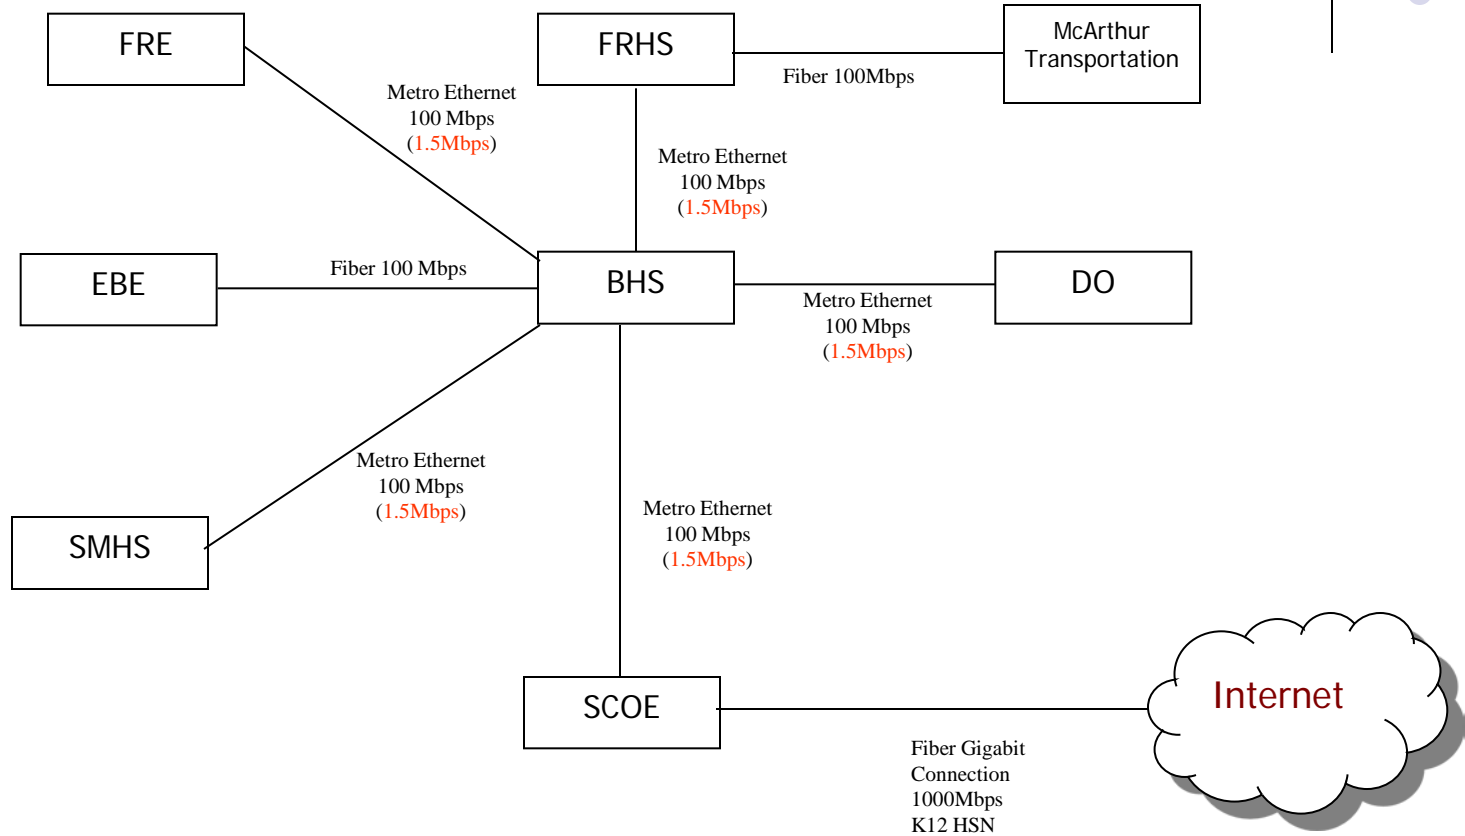 FRE
FRHS
McArthur
Transportation
Fiber 100Mbps
Metro Ethernet
100 Mbps
(1.5Mbps)
Metro Ethernet
100 Mbps
(1.5Mbps)
EBE
Fiber 100 Mbps
BHS
Metro Ethernet
100 Mbps
(1.5Mbps)
DO
Metro Ethernet
100 Mbps
(1.5Mbps)
SMHS
Metro Ethernet
100 Mbps
(1.5Mbps)
SCOE
Internet
Fiber Gigabit
Connection
1000Mbps
K12 HSN